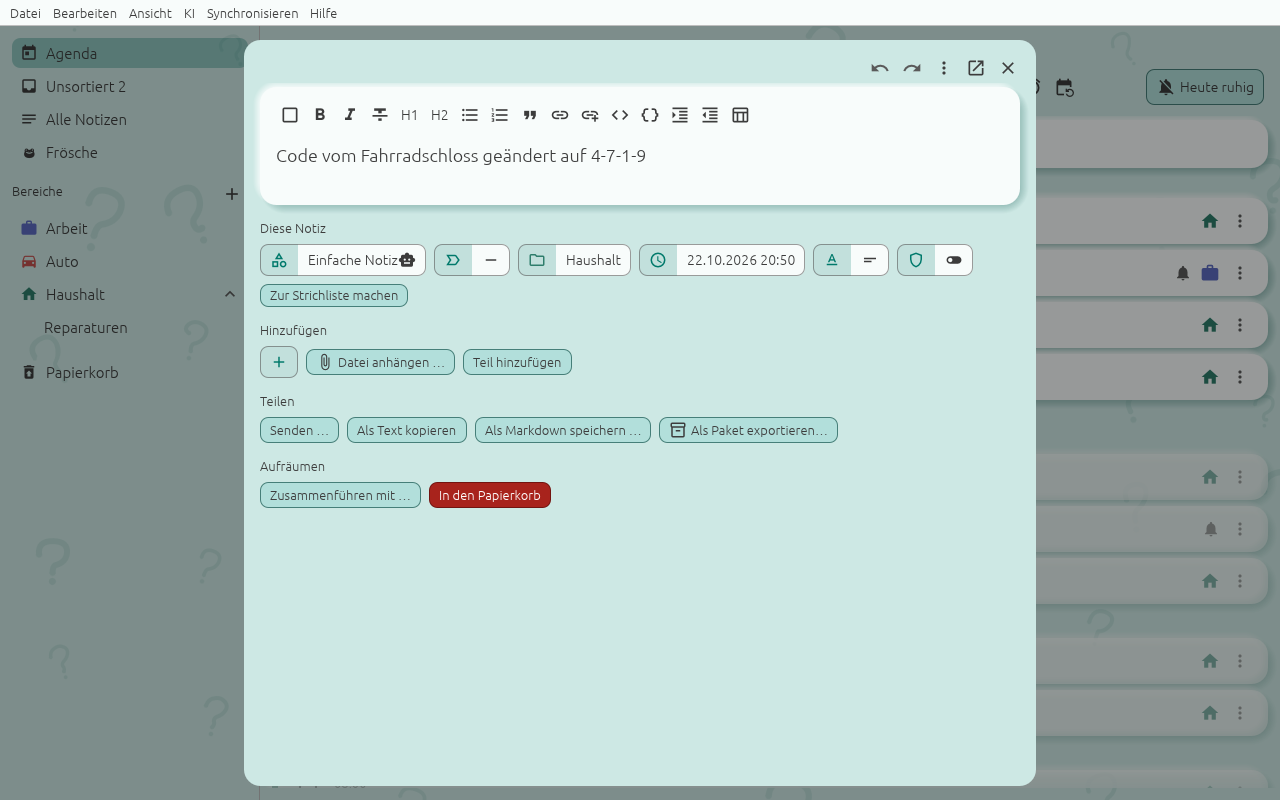 Datei Bearbeiten Ansicht KI Synchronisieren Hilfe
Agenda
Unsortiert 2
Alle Notizen
Frösche
Bereiche
Arbeit
Auto
Haushalt
Reparaturen
Papierkorb
Heute ruhig
H1 H2
Code vom Fahrradschloss geändert auf 4-7-1-9
Diese Notiz
Einfache Notiz
Haushalt
22.10.2026 20:50
Zur Strichliste machen
Hinzufügen
Datei anhängen …
Teil hinzufügen
Teilen
Senden …
Als Text kopieren
Als Markdown speichern …
Als Paket exportieren…
Aufräumen
Zusammenführen mit …
In den Papierkorb